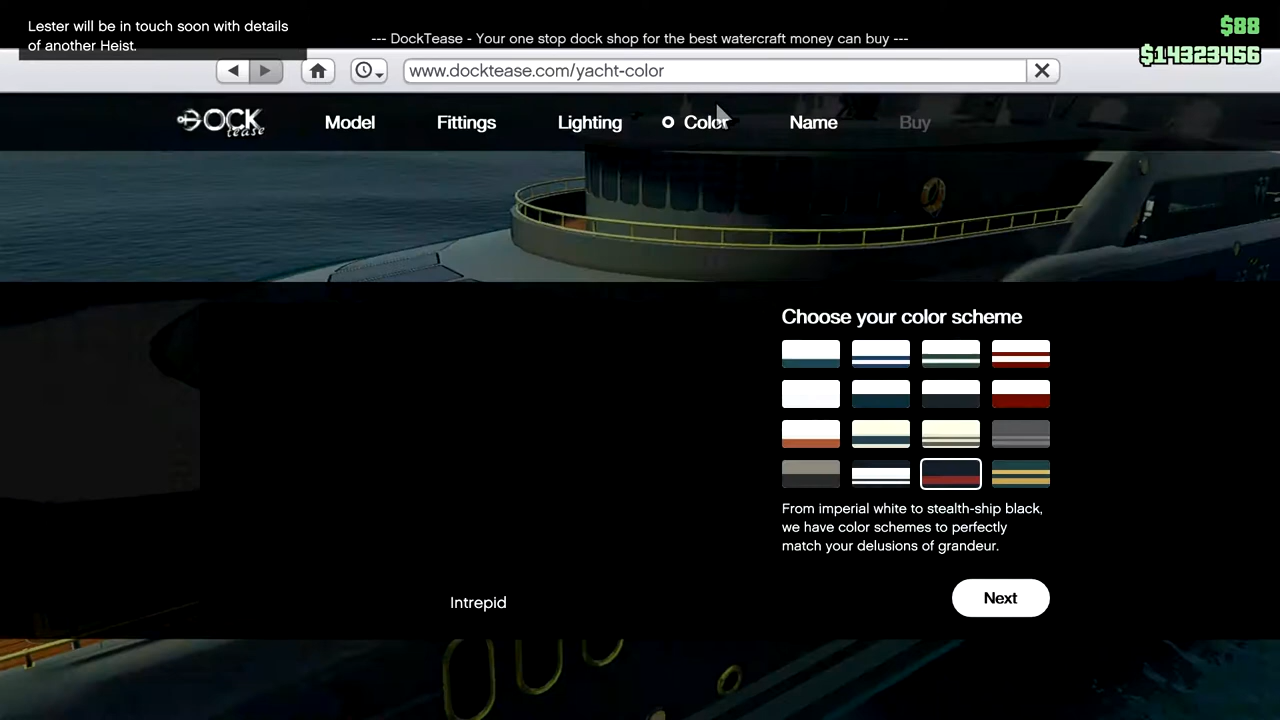 Lester will be in touch soon with details
of another Heist.
--- DockTease - Your one stop dock shop for the best watercraft money can buy ---
$88
$14323456
www.docktease.com/yacht-color
DOCK
tease
Model
Fittings
Lighting
Color
Name
Buy
Choose your color scheme
From imperial white to stealth-ship black,
we have color schemes to perfectly
match your delusions of grandeur.
Intrepid
Next